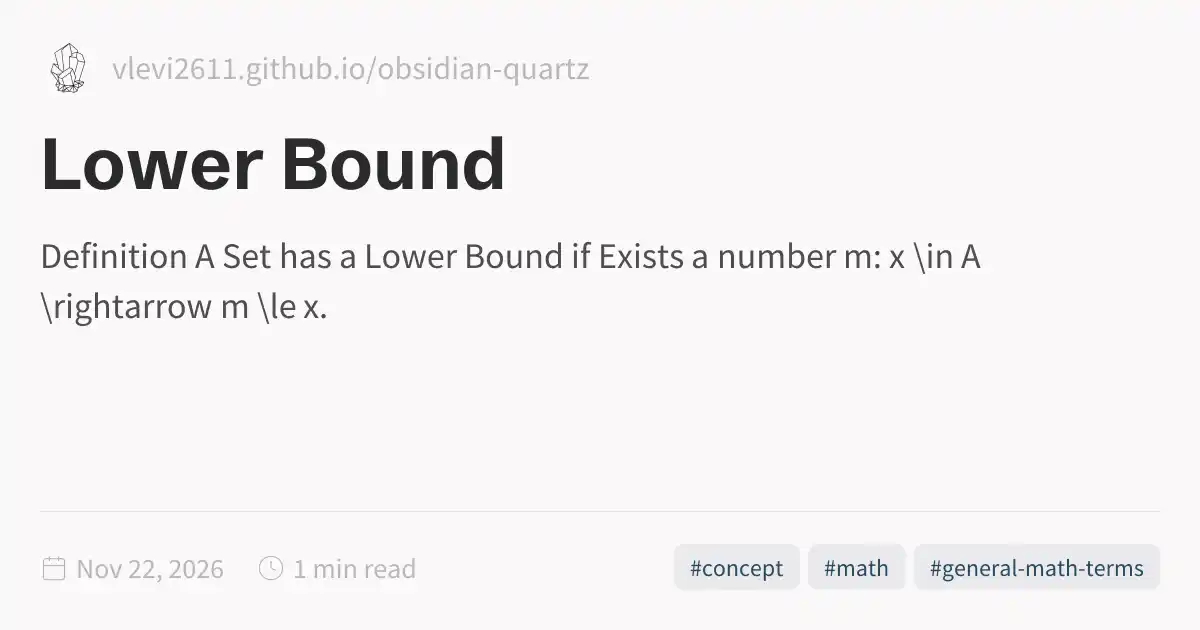 vlevi2611.github.io/obsidian-quartz
Lower Bound
Definition A Set has a Lower Bound if Exists a number m: x \in A
\rightarrow m \le x.
Nov 22, 2026 1 min read #concept #math #general-math-terms